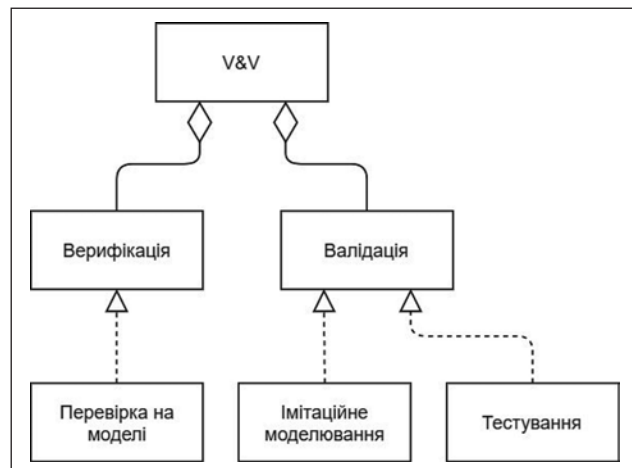 V&V
Верифікація
Валідація
Перевірка на
моделі
Імітаційне
моделювання
Тестування